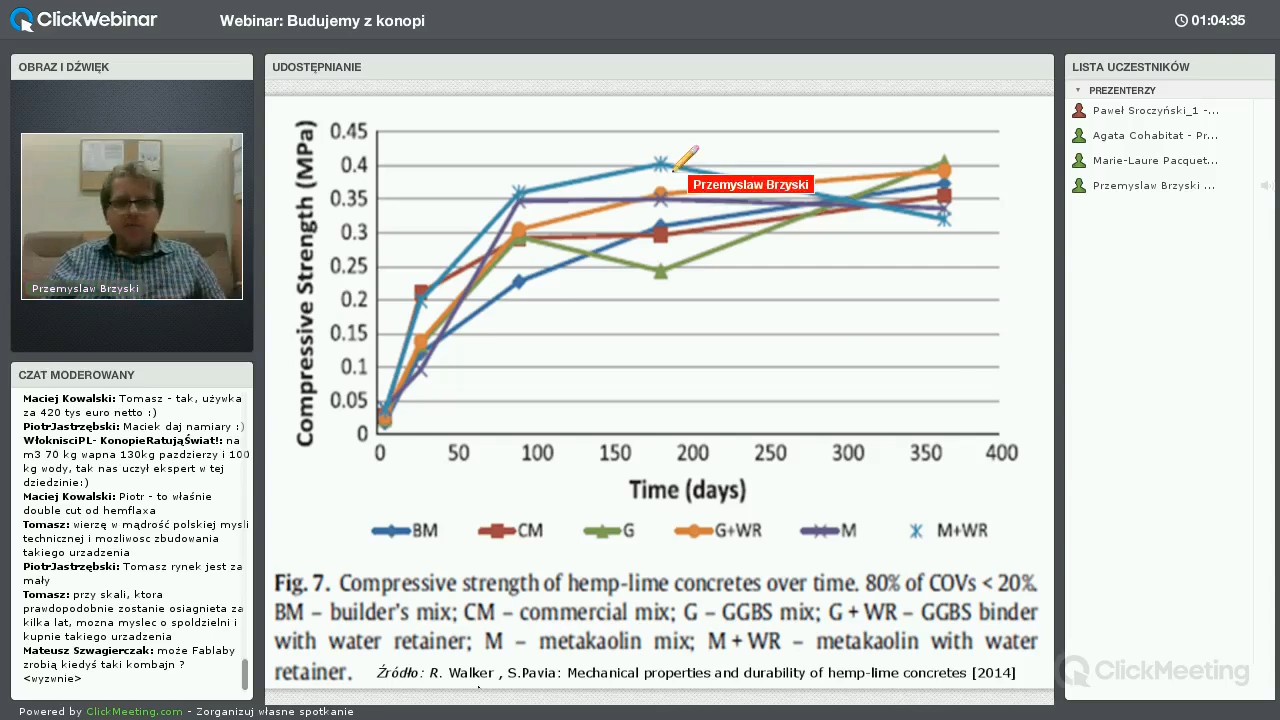 ClickWebinar
Webinar: Budujemy z konopi
01:04:35
OBRAZ I DŹWIĘK
Przemyslaw Brzyski
CZAT MODEROWANY
Maciej Kowalski: Tomasz - tak, używka
za 420 tys euro netto :)
PiotrJastrzębski: Maciek daj namiary :)
WłoknisciPL- KonopieRatująŚwiat!: na
m3 70 kg wapna 130kg pazdzierzy i 100
kg wody, tak nas uczył ekspert w tej
dziedzinie:)
Maciej Kowalski: Piotr - to właśnie
double cut od hemflaxa
Tomasz: wierzę w mądrość polskiej mysli
technicznej i mozliwosc zbudowania
takiego urzadzenia
PiotrJastrzębski: Tomasz rynek jest za
mały
Tomasz: przy skali, ktora
prawdopodobnie zostanie osiagnieta za
kilka lat, mozna myslec o spoldzielni i
kupnie takiego urzadzenia
Mateusz Szwagierczak: może Fablaby
zrobią kiedyś taki kombajn ?
<wyzwnie>
UDOSTĘPNIANIE
Compressive Strength (MPa)
0.45
0.4
0.35
0.3
0.25
0.2
0.15
0.1
0.05
0
Przemyslaw Brzyski
0 50 100 150 200 250 300 350 400
Time (days)
BM CM G G+WR M M+WR
Fig. 7. Compressive strength of hemp-lime concretes over time. 80% of COVs < 20%.
BM – builder's mix; CM – commercial mix; G – GGBS mix; G + WR – GGBS binder
with water retainer; M – metakaolin mix; M + WR – metakaolin with water
retainer. Źródło: R. Walker , S.Pavia: Mechanical properties and durability of hemp-lime concretes [2014]
LISTA UCZESTNIKÓW
PREZENTERZY
Paweł Sroczyński_1 -...
Agata Cohabitat - Pr...
Marie-Laure Pacquet...
Przemyslaw Brzyski ...
ClickMeeting
Powered by ClickMeeting.com - Zorganizuj własne spotkanie